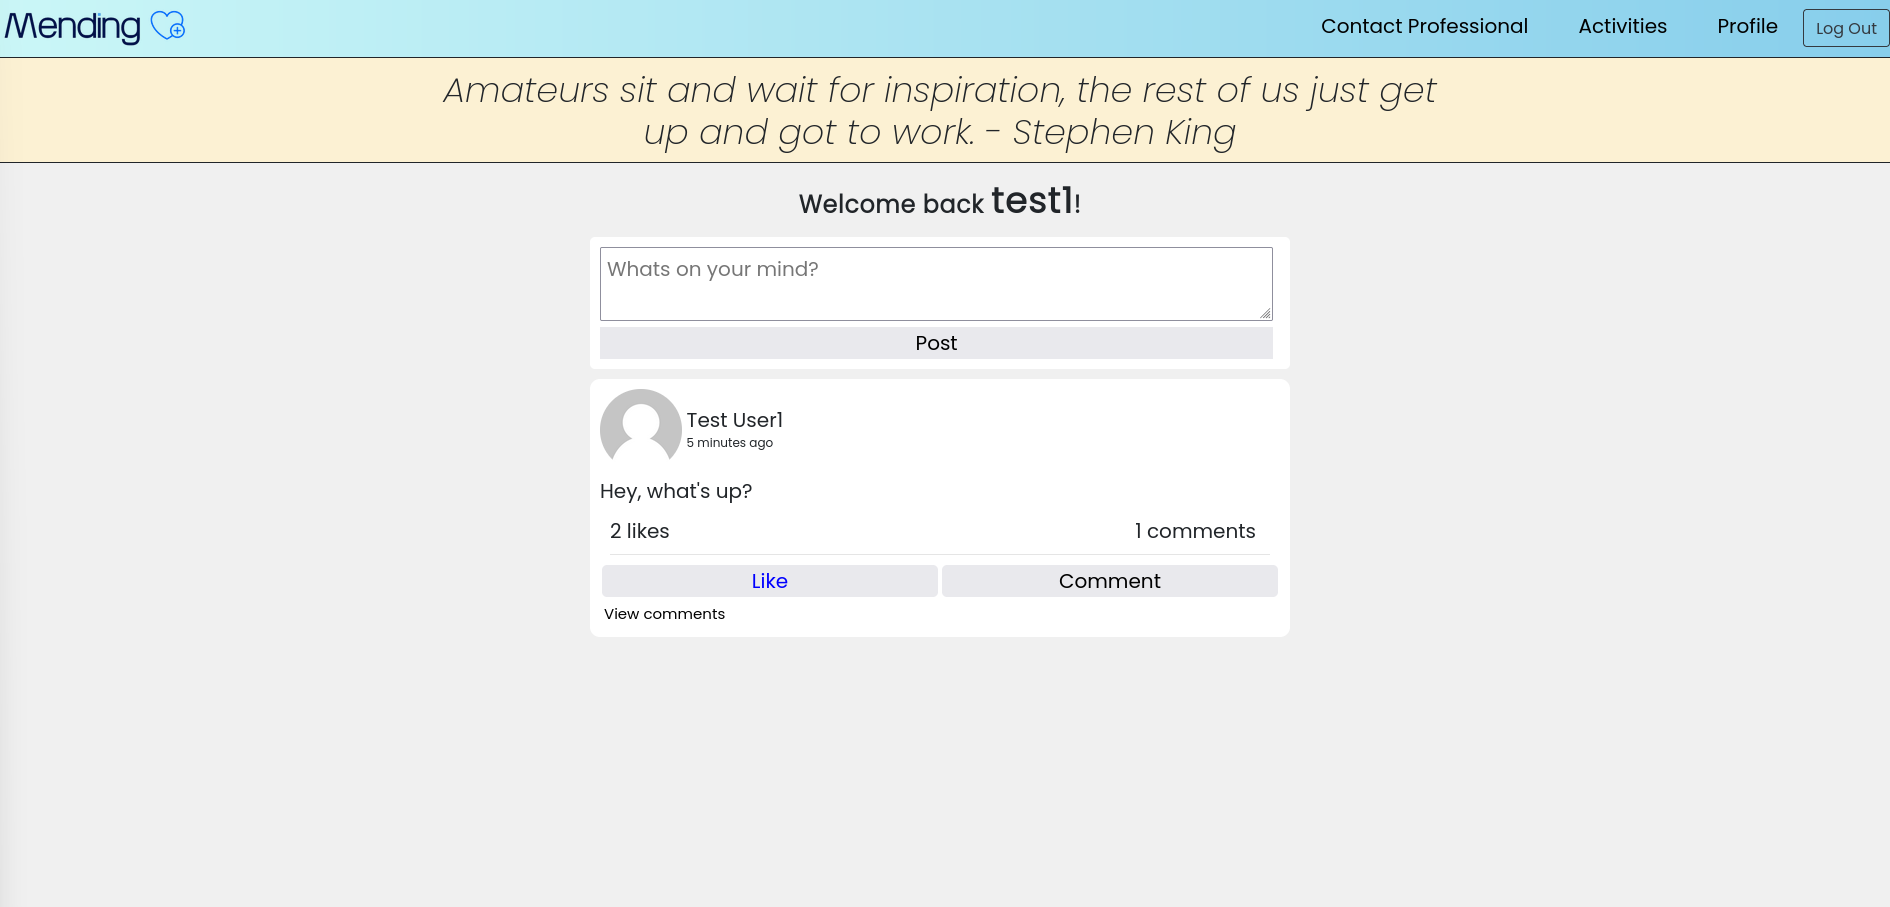 Mending
Contact Professional
Activities
Profile
Log Out
Amateurs sit and wait for inspiration, the rest of us just get
up and got to work. - Stephen King
Welcome back test1!
Whats on your mind?
Post
Test User1
5 minutes ago
Hey, what's up?
2 likes
1 comments
Like
Comment
View comments